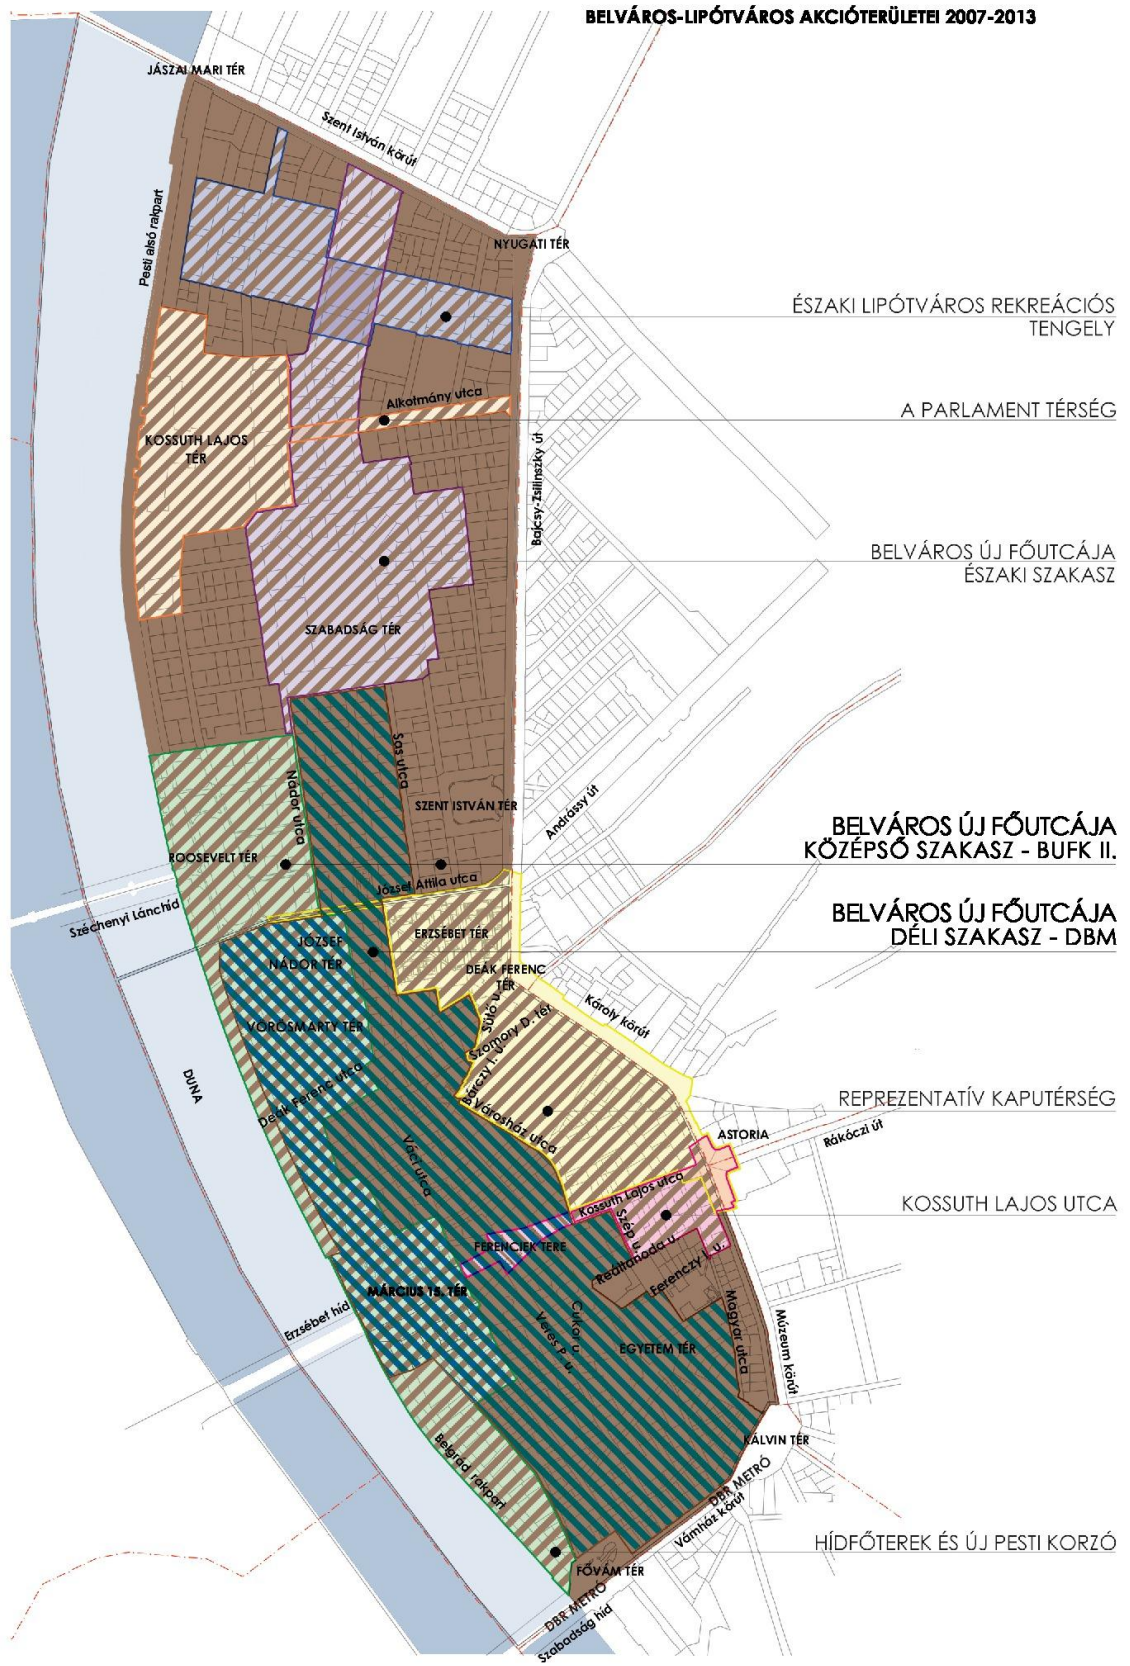 BELVÁROS-LIPÓTVÁROS AKCIÓTERÜLETEI 2007-2013
JÁSZAI MARI TÉR
Szent István körút
Pesti alsó rakpart
NYUGATI TÉR
ÉSZAKI LIPÓTVÁROS REKREÁCIÓS
TENGELY
Alkotmány utca
A PARLAMENT TÉRSÉG
KOSSUTH LAJOS
TÉR
Bajcsy-Zsilinszky út
BELVÁROS ÚJ FŐUTCÁJA
ÉSZAKI SZAKASZ
SZABADSÁG TÉR
Sas utca
Nádor utca
SZENT ISTVÁN TÉR
Andrássy út
BELVÁROS ÚJ FŐUTCÁJA
KÖZÉPSŐ SZAKASZ - BUFK II.
ROOSEVELT TÉR
József Attila utca
Széchenyi Lánchíd
BELVÁROS ÚJ FŐUTCÁJA
DÉLI SZAKASZ - DBM
ERZSÉBET TÉR
JÓZSEF
NÁDOR TÉR
DEÁK FERENC
TÉR
Sütő u.
Károly körút
Szomory D. tér
VÖRÖSMARTY TÉR
Bárczy I. u.
DUNA
Deák Ferenc utca
REPREZENTATÍV KAPUTÉRSÉG
Városház utca
ASTORIA
Rákóczi út
Váci utca
Kossuth Lajos utca
KOSSUTH LAJOS UTCA
Szép u.
FERENCIEK TERE
Reáltanoda u.
Ferenczy I. u.
MÁRCIUS 15. TÉR
Erzsébet híd
Cukor u.
Veres P. u.
EGYETEM TÉR
Magyar utca
Múzeum körút
KÁLVIN TÉR
Belgrád rakpart
DBR METRÓ
Vámház körút
HÍDFŐTEREK ÉS ÚJ PESTI KORZÓ
FŐVÁM TÉR
DBR METRÓ
Szabadság híd